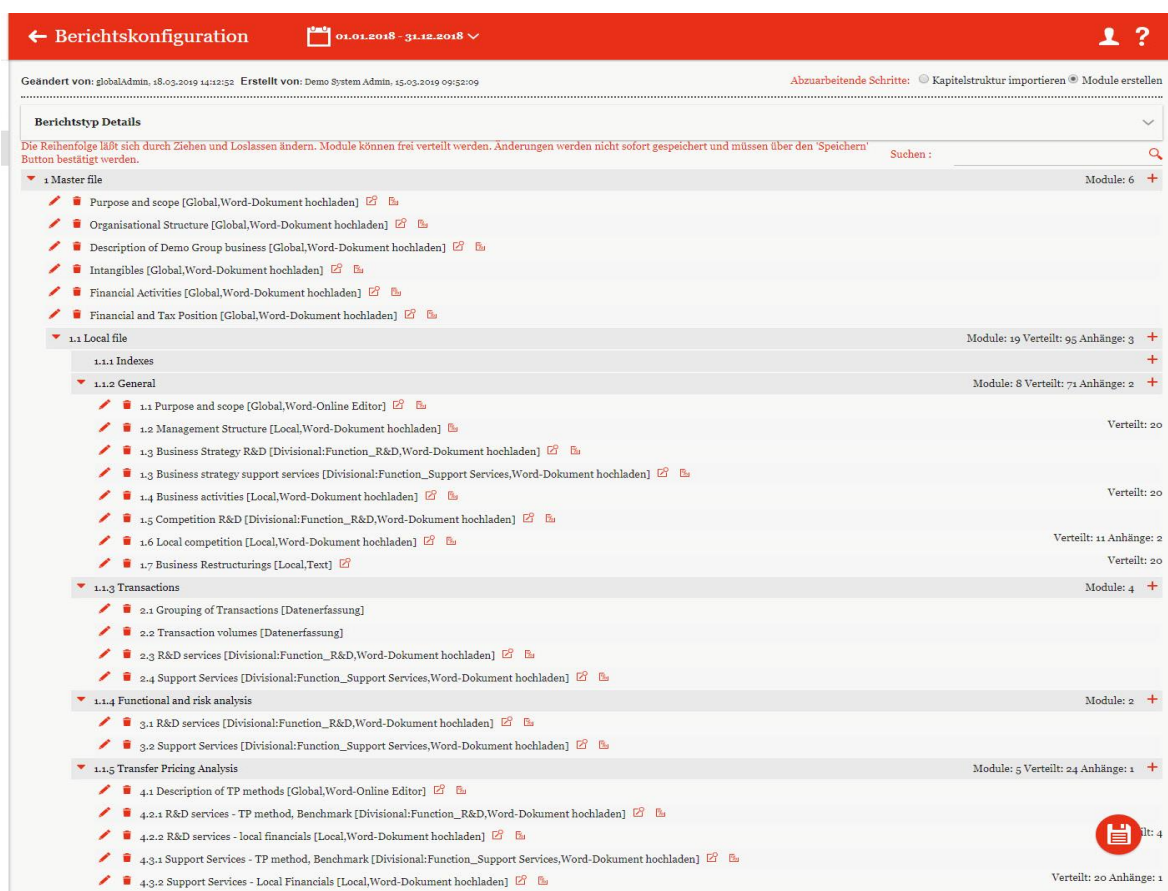 Berichtskonfiguration 01.01.2018 - 31.12.2018 ?
Geändert von: globalAdmin, 18.03.2019 14:12:52 Erstellt von: Demo System Admin, 15.03.2019 09:52:09 Abzuarbeitende Schritte: Kapitelstruktur importieren Module erstellen
Berichtstyp Details
Die Reihenfolge läßt sich durch Ziehen und Loslassen ändern. Module können frei verteilt werden. Änderungen werden nicht sofort gespeichert und müssen über den 'Speichern'
Button bestätigt werden.
Suchen :
1 Master file Module: 6 +
Purpose and scope [Global,Word-Dokument hochladen]
Organisational Structure [Global,Word-Dokument hochladen]
Description of Demo Group business [Global,Word-Dokument hochladen]
Intangibles [Global,Word-Dokument hochladen]
Financial Activities [Global,Word-Dokument hochladen]
Financial and Tax Position [Global,Word-Dokument hochladen]
1.1 Local file Module: 19 Verteilt: 95 Anhänge: 3 +
1.1.1 Indexes +
1.1.2 General Module: 8 Verteilt: 71 Anhänge: 2 +
1.1 Purpose and scope [Global,Word-Online Editor]
1.2 Management Structure [Local,Word-Dokument hochladen] Verteilt: 20
1.3 Business Strategy R&D [Divisional:Function_R&D,Word-Dokument hochladen]
1.3 Business strategy support services [Divisional:Function_Support Services,Word-Dokument hochladen]
1.4 Business activities [Local,Word-Dokument hochladen] Verteilt: 20
1.5 Competition R&D [Divisional:Function_R&D,Word-Dokument hochladen]
1.6 Local competition [Local,Word-Dokument hochladen] Verteilt: 11 Anhänge: 2
1.7 Business Restructurings [Local,Text] Verteilt: 20
1.1.3 Transactions Module: 4 +
2.1 Grouping of Transactions [Datenerfassung]
2.2 Transaction volumes [Datenerfassung]
2.3 R&D services [Divisional:Function_R&D,Word-Dokument hochladen]
2.4 Support Services [Divisional:Function_Support Services,Word-Dokument hochladen]
1.1.4 Functional and risk analysis Module: 2 +
3.1 R&D services [Divisional:Function_R&D,Word-Dokument hochladen]
3.2 Support Services [Divisional:Function_Support Services,Word-Dokument hochladen]
1.1.5 Transfer Pricing Analysis Module: 5 Verteilt: 24 Anhänge: 1 +
4.1 Description of TP methods [Global,Word-Online Editor]
4.2.1 R&D services - TP method, Benchmark [Divisional:Function_R&D,Word-Dokument hochladen]
4.2.2 R&D services - local financials [Local,Word-Dokument hochladen] ilt: 4
4.3.1 Support Services - TP method, Benchmark [Divisional:Function_Support Services,Word-Dokument hochladen]
4.3.2 Support Services - Local Financials [Local,Word-Dokument hochladen] Verteilt: 20 Anhänge: 1